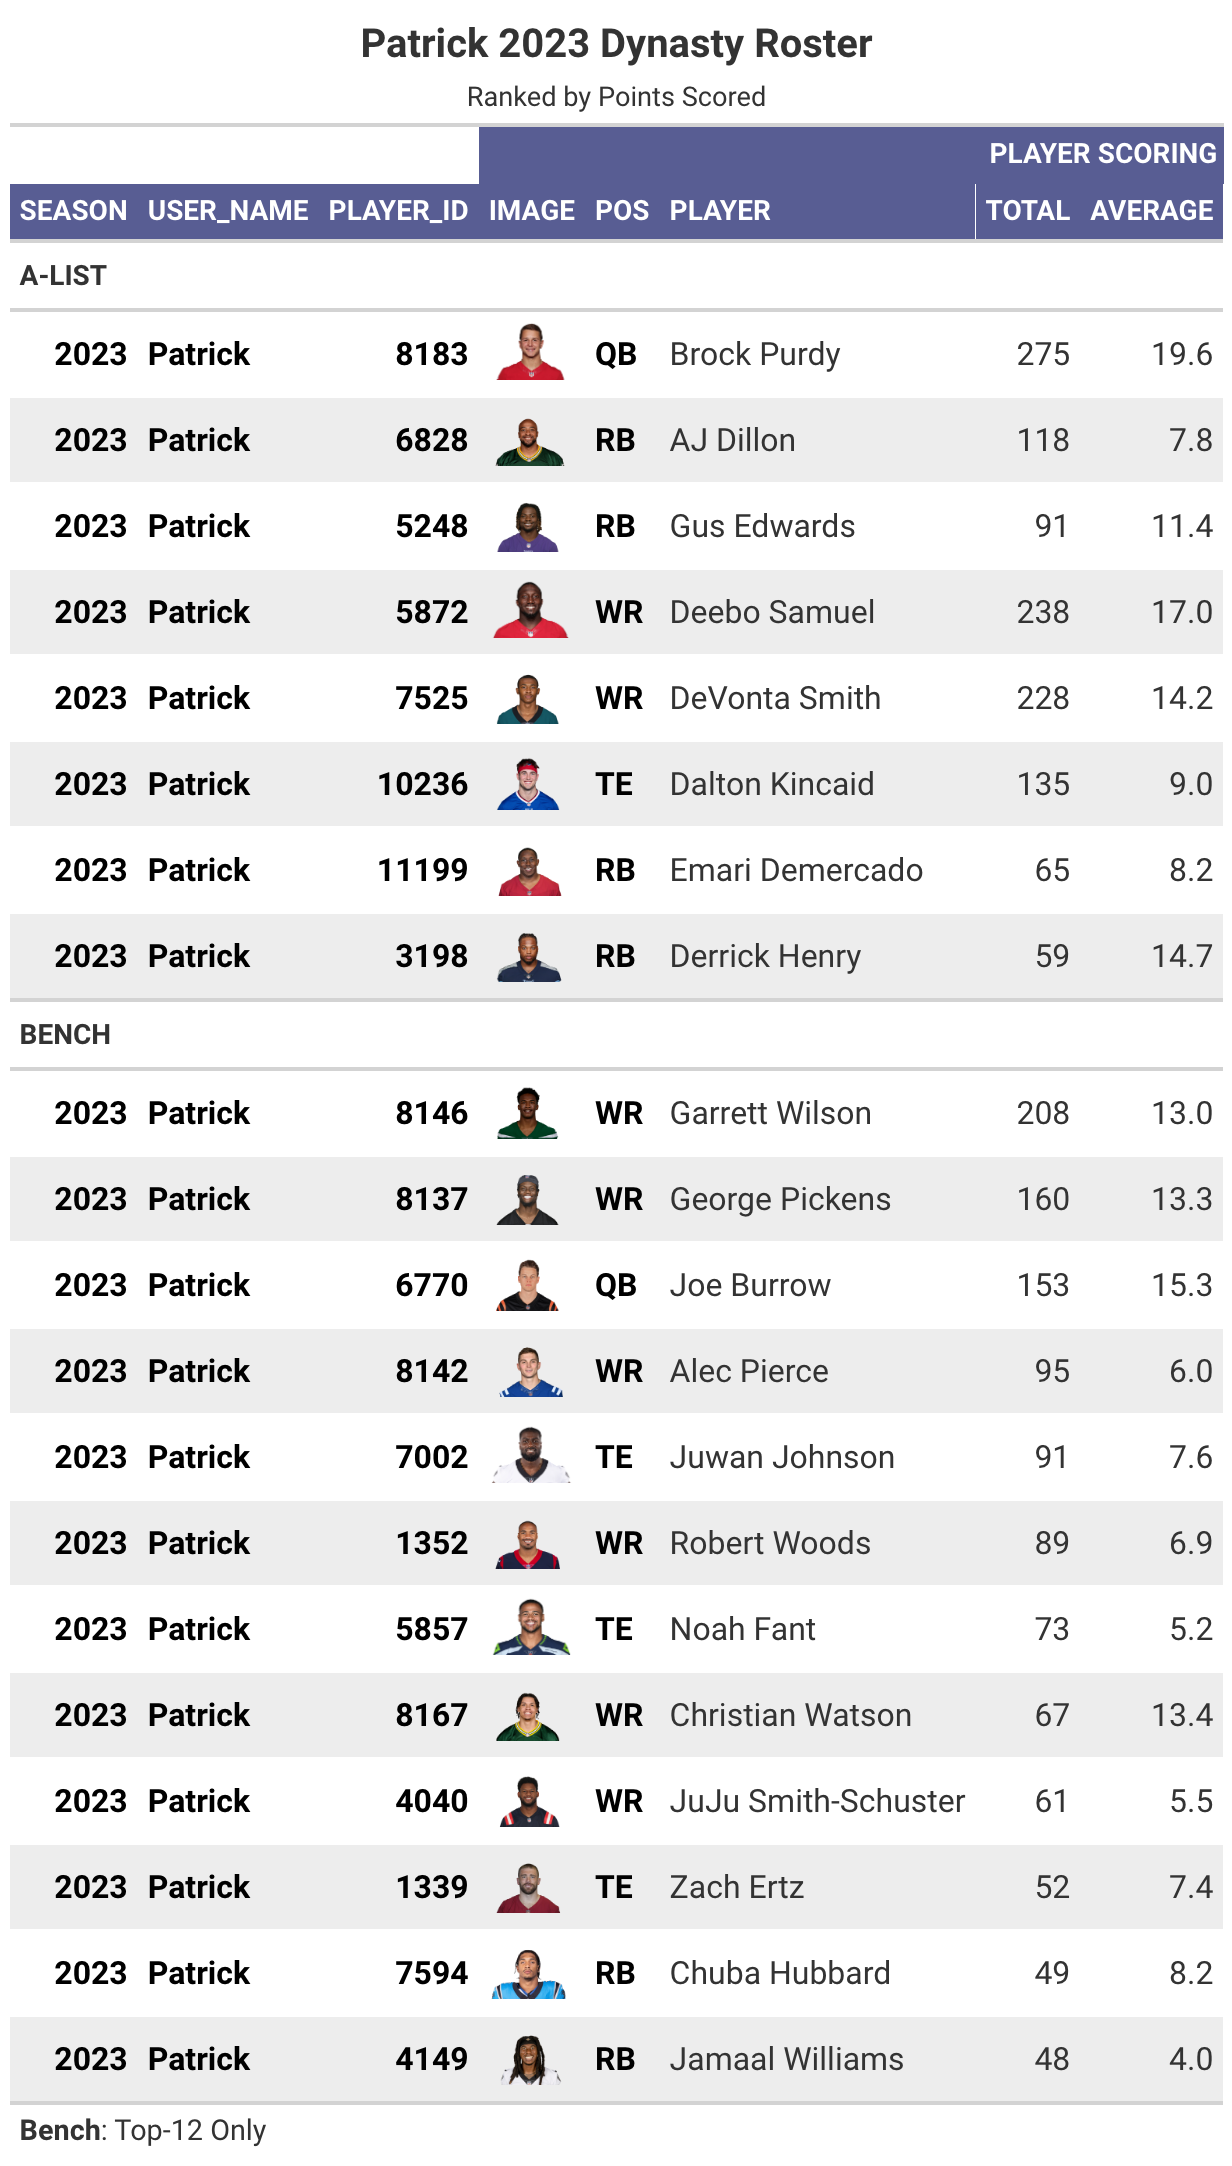 Patrick 2023 Dynasty Roster
Ranked by Points Scored
PLAYER SCORING
SEASON USER_NAME PLAYER_ID IMAGE POS PLAYER TOTAL AVERAGE
A-LIST
2023 Patrick 8183 QB Brock Purdy 275 19.6
2023 Patrick 6828 RB AJ Dillon 118 7.8
2023 Patrick 5248 RB Gus Edwards 91 11.4
2023 Patrick 5872 WR Deebo Samuel 238 17.0
2023 Patrick 7525 WR DeVonta Smith 228 14.2
2023 Patrick 10236 TE Dalton Kincaid 135 9.0
2023 Patrick 11199 RB Emari Demercado 65 8.2
2023 Patrick 3198 RB Derrick Henry 59 14.7
BENCH
2023 Patrick 8146 WR Garrett Wilson 208 13.0
2023 Patrick 8137 WR George Pickens 160 13.3
2023 Patrick 6770 QB Joe Burrow 153 15.3
2023 Patrick 8142 WR Alec Pierce 95 6.0
2023 Patrick 7002 TE Juwan Johnson 91 7.6
2023 Patrick 1352 WR Robert Woods 89 6.9
2023 Patrick 5857 TE Noah Fant 73 5.2
2023 Patrick 8167 WR Christian Watson 67 13.4
2023 Patrick 4040 WR JuJu Smith-Schuster 61 5.5
2023 Patrick 1339 TE Zach Ertz 52 7.4
2023 Patrick 7594 RB Chuba Hubbard 49 8.2
2023 Patrick 4149 RB Jamaal Williams 48 4.0
Bench: Top-12 Only